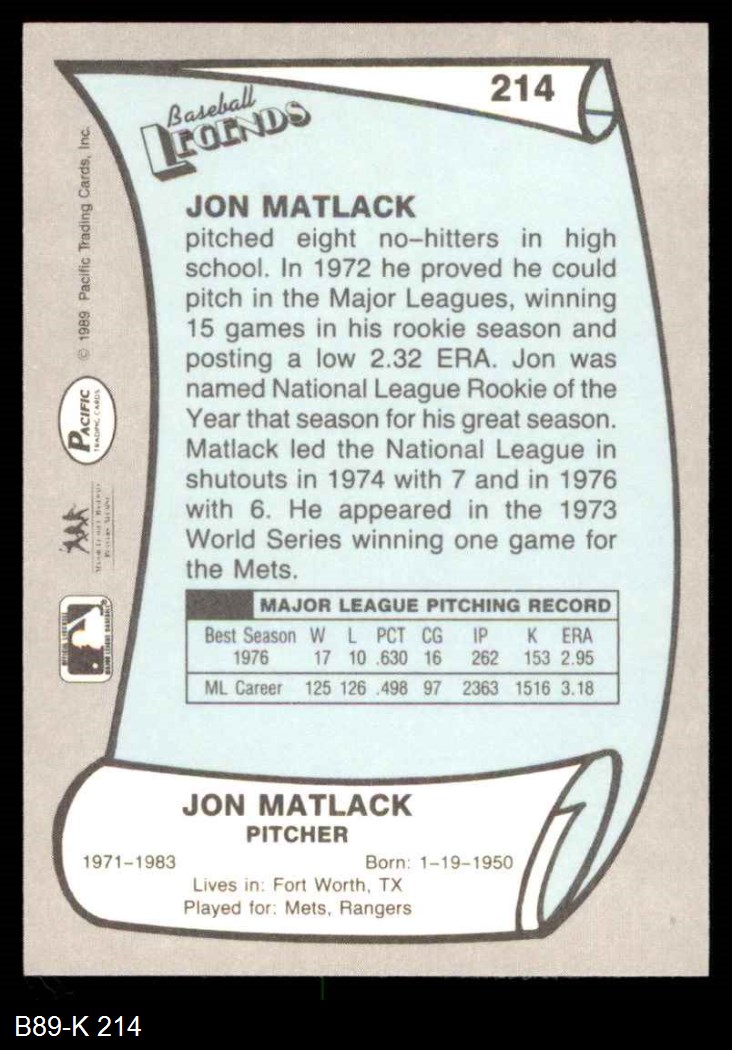 214
Baseball
LEGENDS
JON MATLACK
pitched eight no-hitters in high
school. In 1972 he proved he could
pitch in the Major Leagues, winning
15 games in his rookie season and
posting a low 2.32 ERA. Jon was
named National League Rookie of the
Year that season for his great season.
Matlack led the National League in
shutouts in 1974 with 7 and in 1976
with 6. He appeared in the 1973
World Series winning one game for
the Mets.
MAJOR LEAGUE PITCHING RECORD
Best Season W L PCT CG IP K ERA
1976 17 10 .630 16 262 153 2.95
ML Career 125 126 .498 97 2363 1516 3.18
JON MATLACK
PITCHER
1971-1983 Born: 1-19-1950
Lives in: Fort Worth, TX
Played for: Mets, Rangers
© 1989 Pacific Trading Cards, Inc.
PACIFIC
TRADING CARDS
B89-K 214